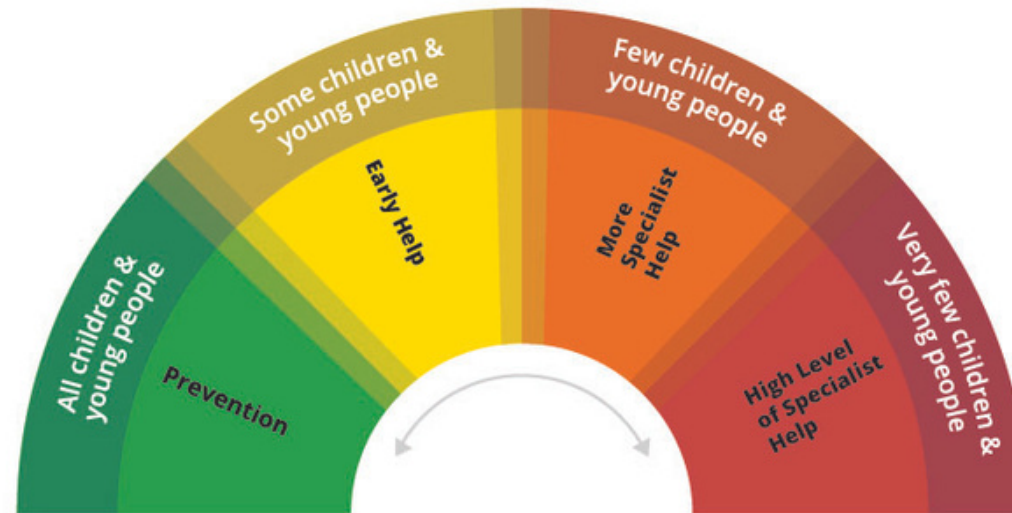 All children &
young people
Prevention
Some children &
young people
Early Help
Few children &
young people
More
Specialist
Help
Very few children &
young people
High Level
of Specialist
Help